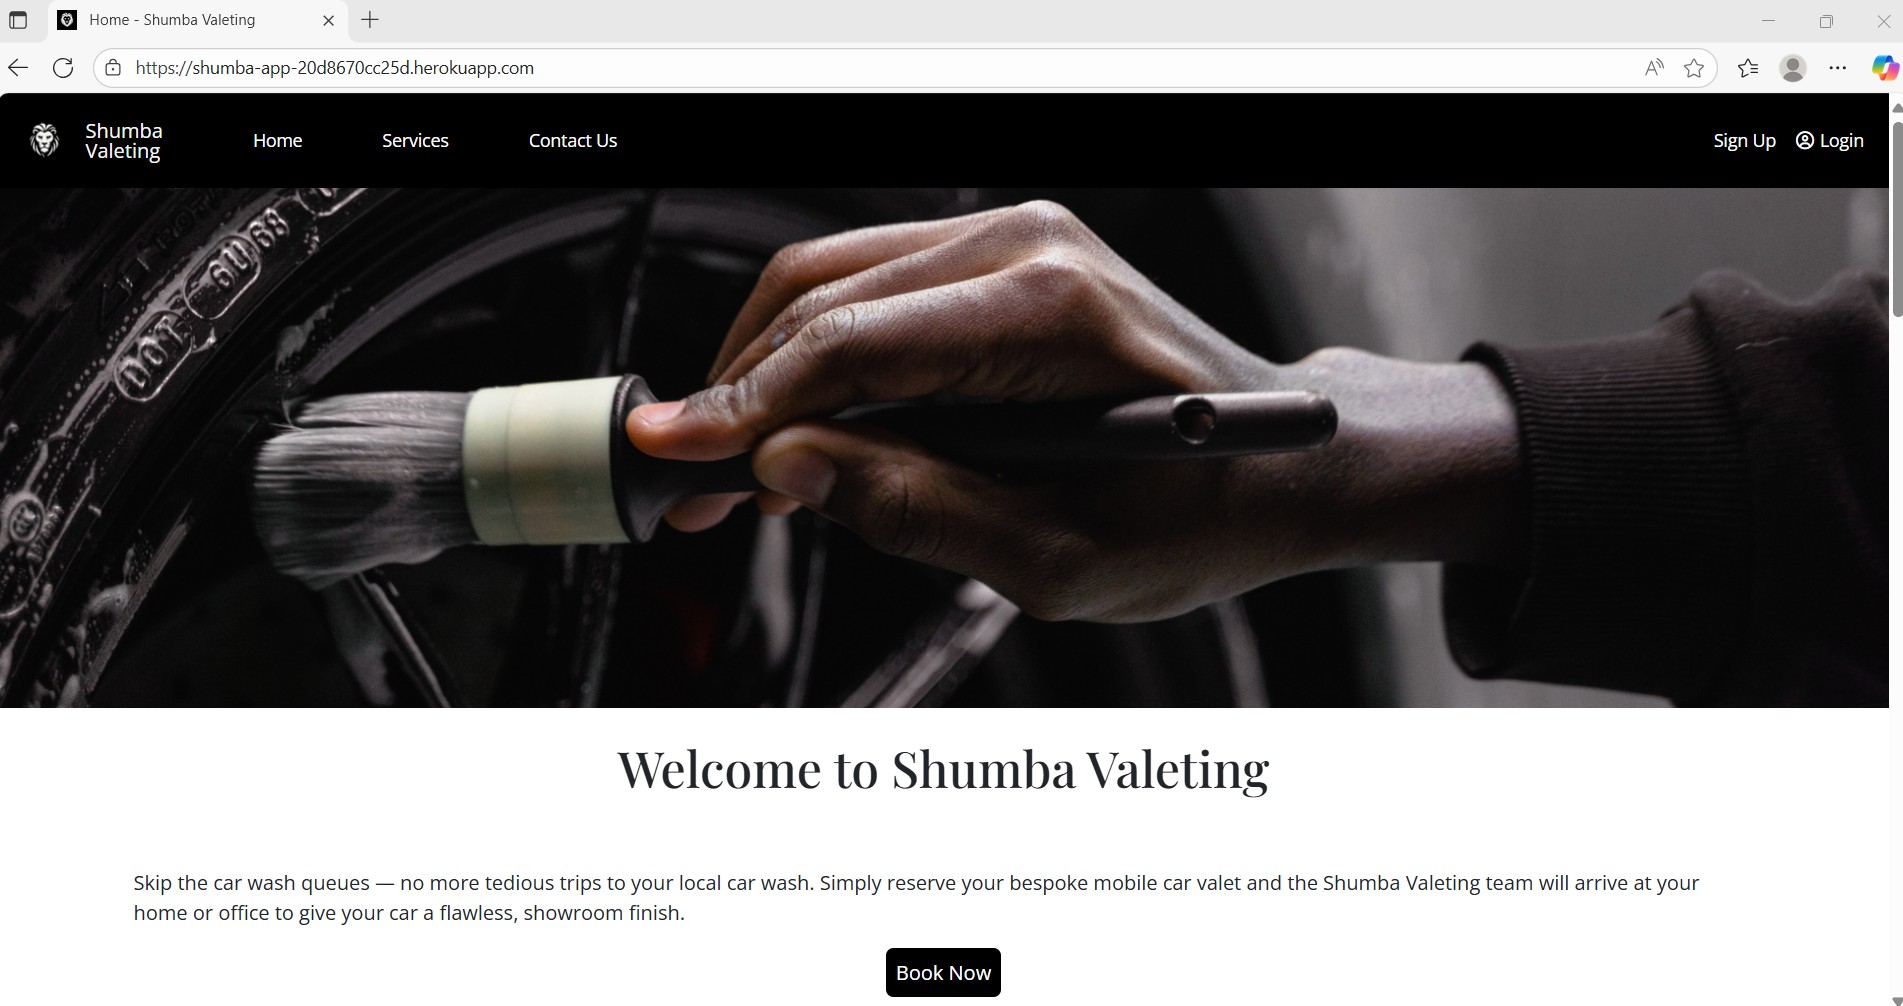 Home - Shumba Valeting
https://shumba-app-20d8670cc25d.herokuapp.com
Shumba
Valeting
Home
Services
Contact Us
Sign Up
Login
DOT
6U
68
Welcome to Shumba Valeting
Skip the car wash queues — no more tedious trips to your local car wash. Simply reserve your bespoke mobile car valet and the Shumba Valeting team will arrive at your
home or office to give your car a flawless, showroom finish.
Book Now